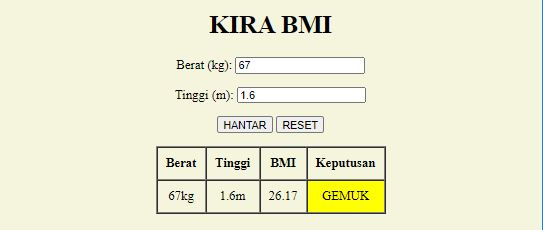 KIRA BMI
Berat (kg): 67
Tinggi (m): 1.6
HANTAR RESET
Berat Tinggi BMI Keputusan
67kg 1.6m 26.17 GEMUK